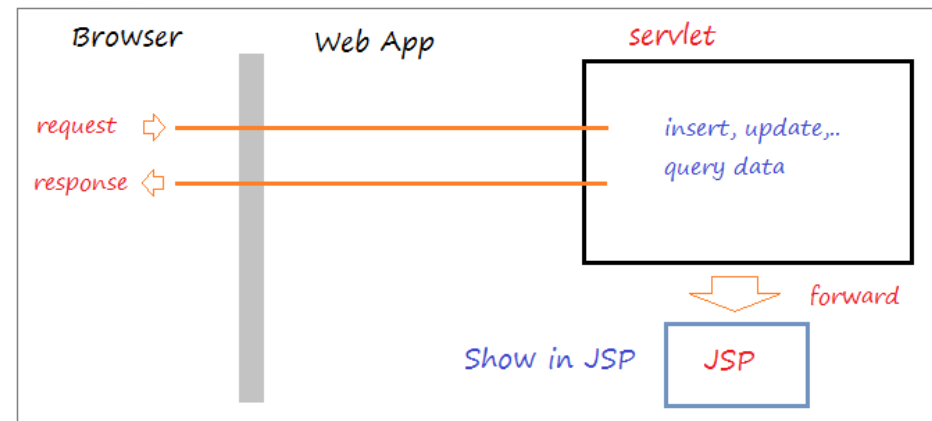 Browser
Web App
servlet
request
insert, update,..
query data
response
forward
Show in JSP
JSP